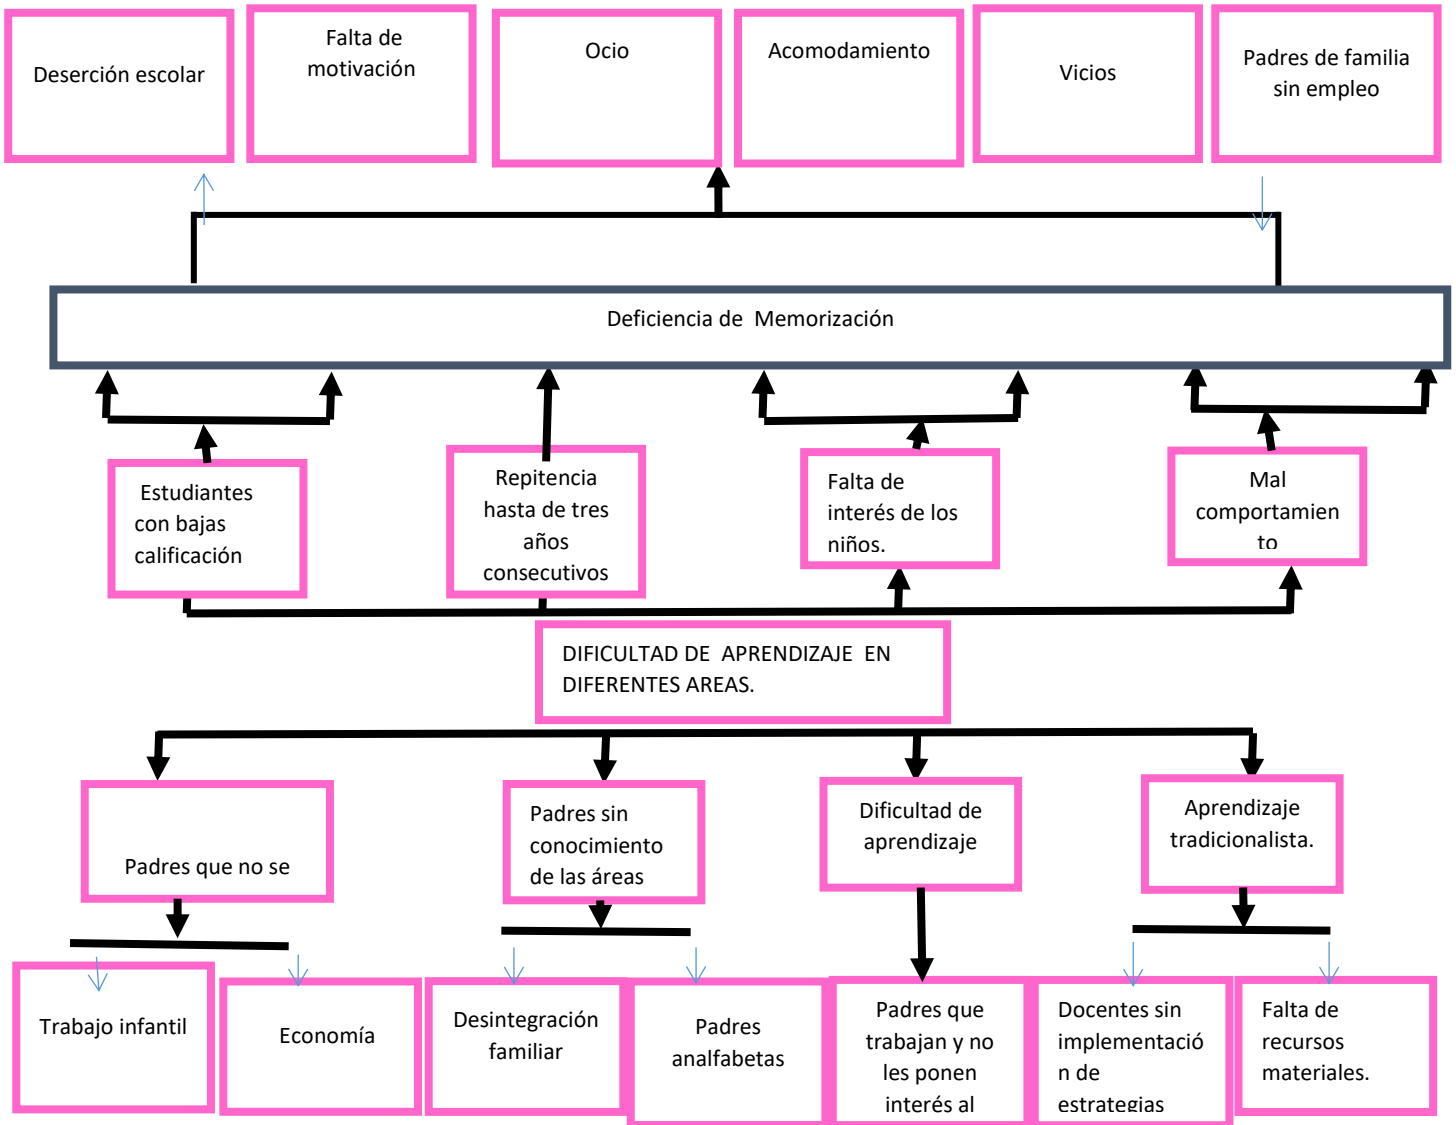 Deserción escolar
Falta de
motivación
Ocio
Acomodamiento
Vicios
Padres de familia
sin empleo
Deficiencia de  Memorización
Estudiantes
con bajas
calificación
Repitencia
hasta de tres
años
consecutivos
Falta de
interés de los
niños.
Mal
comportamien
to
DIFICULTAD DE  APRENDIZAJE  EN
DIFERENTES AREAS.
Padres que no se
Padres sin
conocimiento
de las áreas
Dificultad de
aprendizaje
Aprendizaje
tradicionalista.
Trabajo infantil
Economía
Desintegración
familiar
Padres
analfabetas
Padres que
trabajan y no
les ponen
interés al
Docentes sin
implementació
n de
estrategias
Falta de
recursos
materiales.